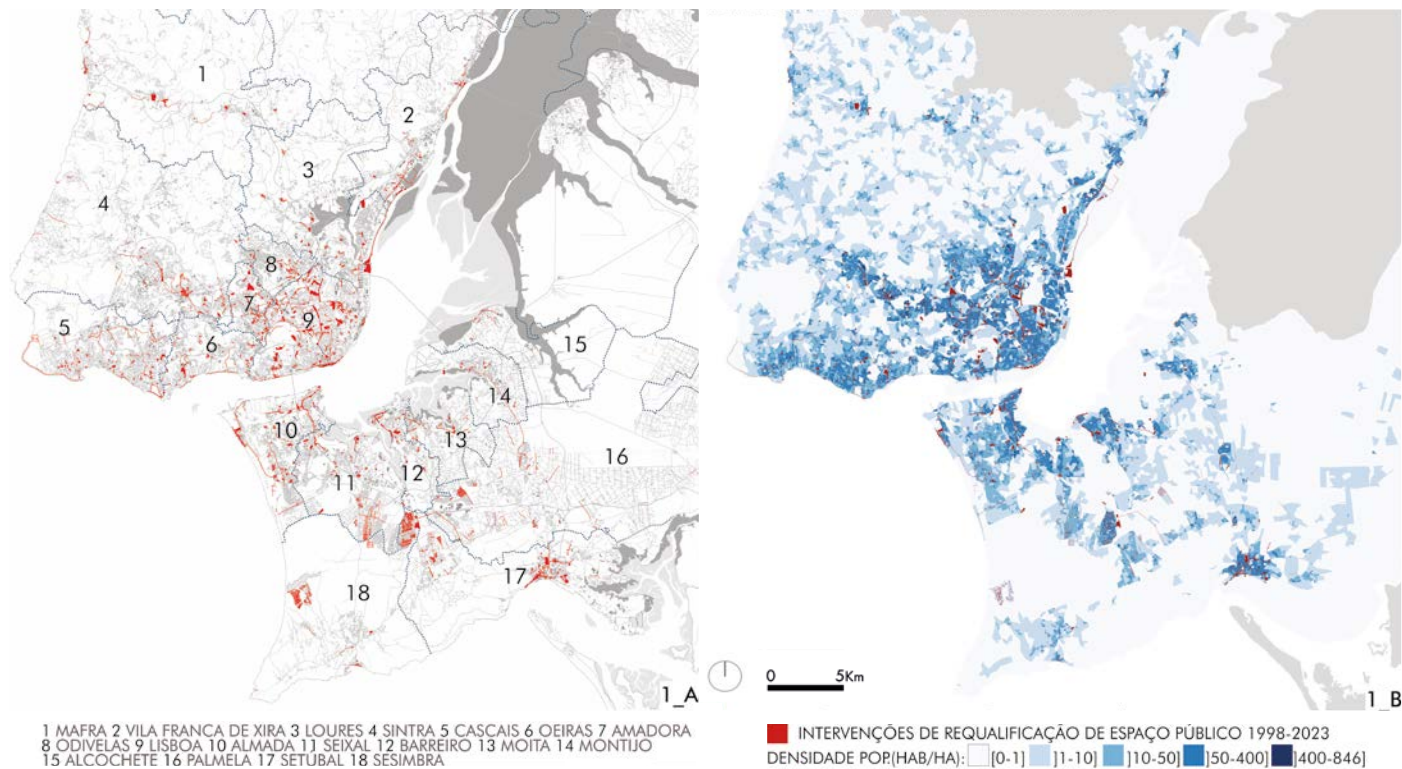 1
2
3
4
8
7
9
5
6
15
14
10
13
16
11
12
17
18
1_A
0 5Km
1_B
1 MAFRA 2 VILA FRANCA DE XIRA 3 LOURES 4 SINTRA 5 CASCAIS 6 OEIRAS 7 AMADORA
8 ODIVELAS 9 LISBOA 10 ALMADA 11 SEIXAL 12 BARREIRO 13 MOITA 14 MONTIJO
15 ALCOCHETE 16 PALMELA 17 SETUBAL 18 SESIMBRA
INTERVENÇÕES DE REQUALIFICAÇÃO DE ESPAÇO PÚBLICO 1998-2023
DENSIDADE POP.(HAB/HA): [0-1] ]1-10] ]10-50] ]50-400] ]400-846]